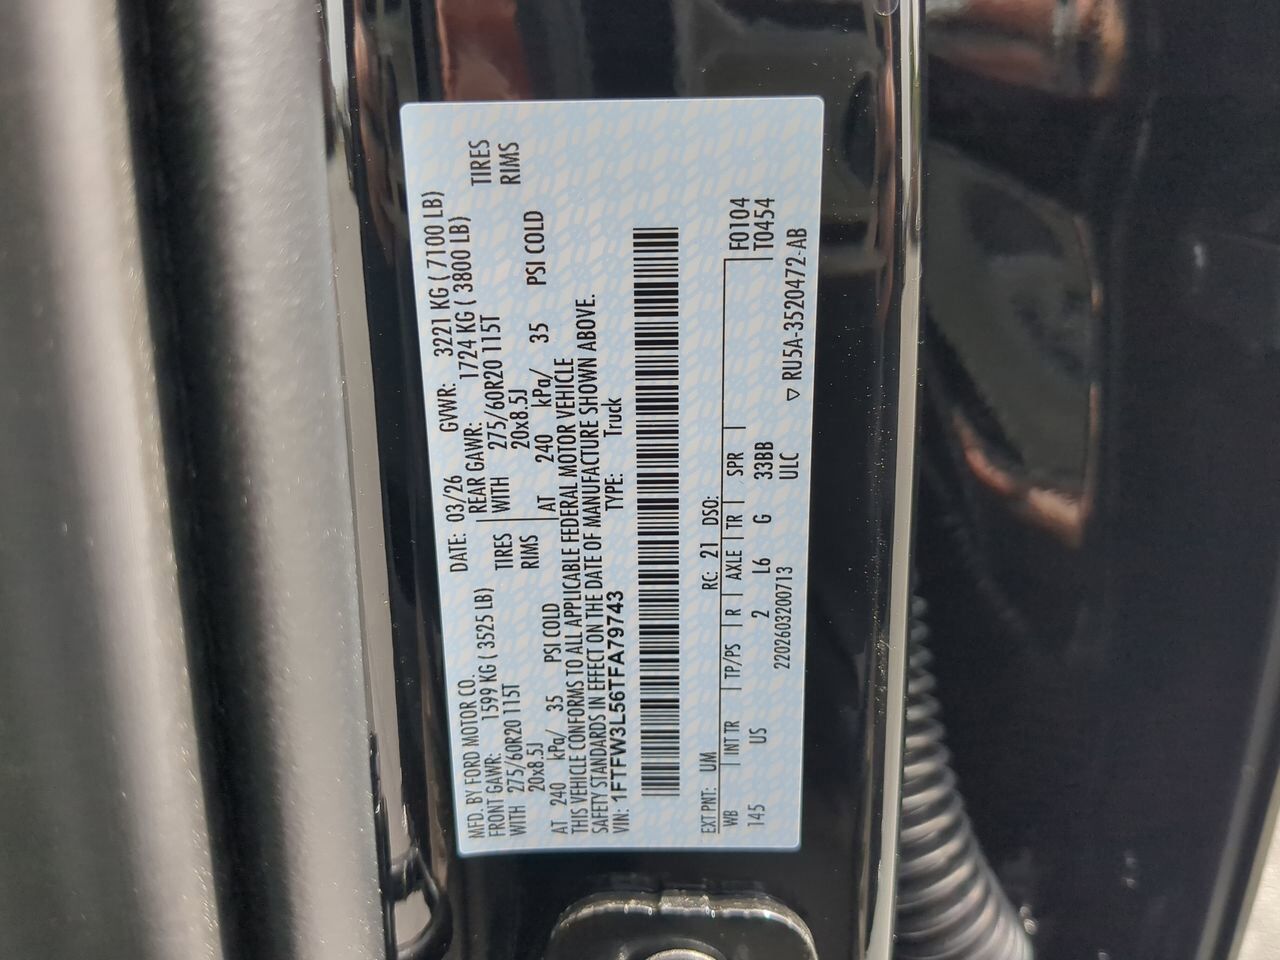 MFD. BY FORD MOTOR CO. DATE: 03/26 GVWR: 3221 KG ( 7100 LB)
FRONT GAWR: 1599 KG ( 3525 LB) REAR GAWR: 1724 KG ( 3800 LB)
WITH 275/60R20 115T TIRES WITH 275/60R20 115T TIRES
20x8.5J RIMS 20x8.5J RIMS
AT 240 kPa/ 35 PSI COLD AT 240 kPa/ 35 PSI COLD
THIS VEHICLE CONFORMS TO ALL APPLICABLE FEDERAL MOTOR VEHICLE
SAFETY STANDARDS IN EFFECT ON THE DATE OF MANUFACTURE SHOWN ABOVE.
VIN: 1FTFW3L56TFA79743 TYPE: Truck
EXT PNT: UM RC: 21 DSO: F0104
WB INT TR TP/PS R AXLE TR SPR T0454
145 US 2 L6 G 33BB
2202603200713 ULC ▽ RU5A-3520472-AB